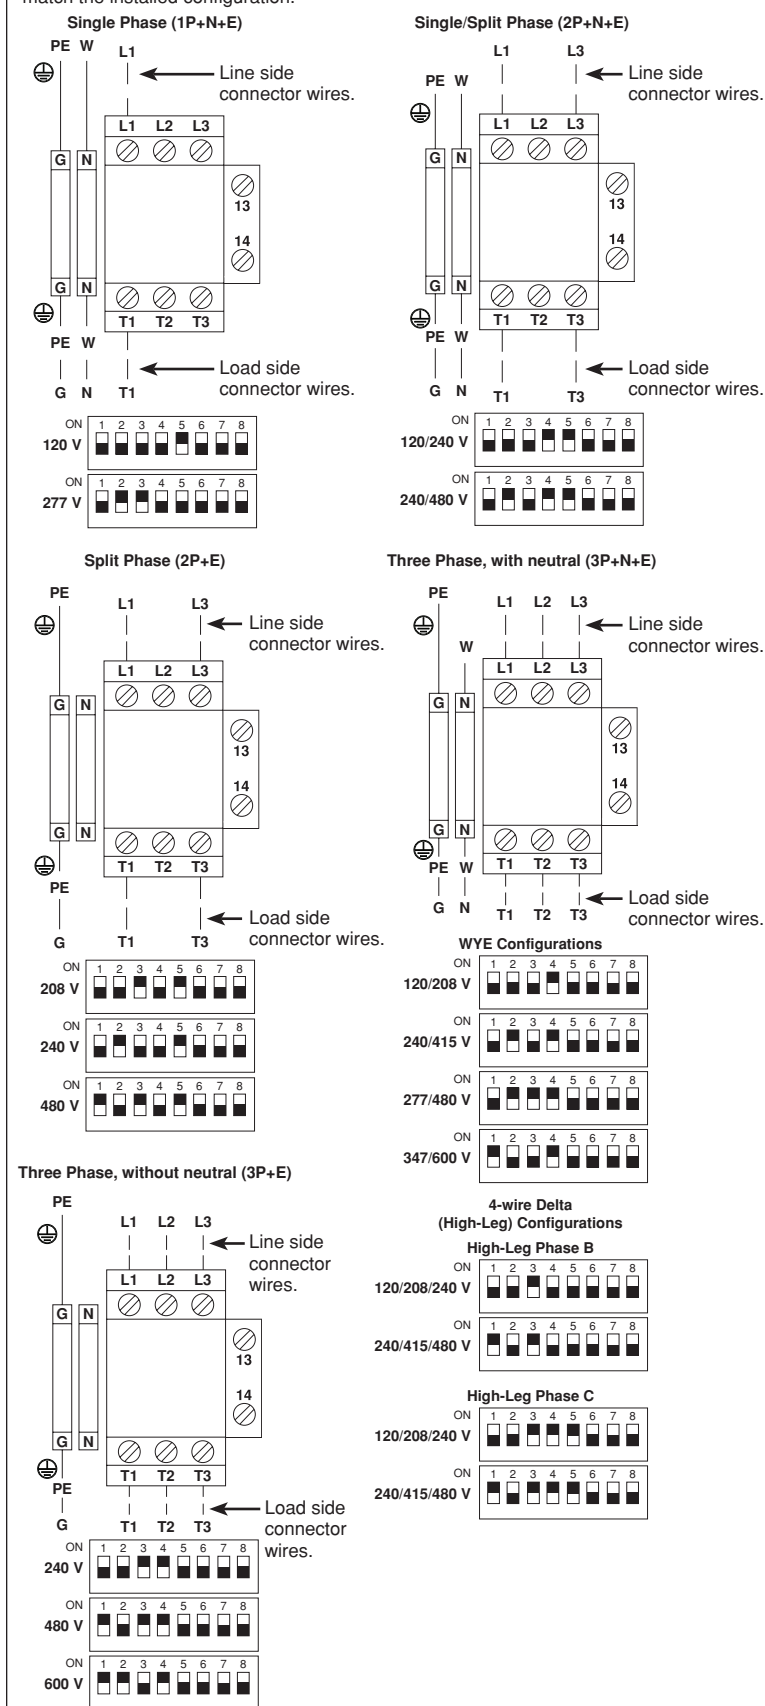 match the installed configuration.
Single Phase (1P+N+E)
PE W L1
Line side
connector wires.
L1 L2 L3
G N
13
14
G N
T1 T2 T3
PE W
Load side
connector wires.
G N T1
ON 1 2 3 4 5 6 7 8
120 V
ON 1 2 3 4 5 6 7 8
277 V
Single/Split Phase (2P+N+E)
L1 L3
PE W
Line side
connector wires.
L1 L2 L3
G N
13
14
G N
T1 T2 T3
PE W
Load side
connector wires.
G N T1 T3
ON 1 2 3 4 5 6 7 8
120/240 V
ON 1 2 3 4 5 6 7 8
240/480 V
Split Phase (2P+E)
PE
L1 L3
Line side
connector wires.
L1 L2 L3
G N
13
14
G N
T1 T2 T3
PE
Load side
connector wires.
G T1 T3
ON 1 2 3 4 5 6 7 8
208 V
ON 1 2 3 4 5 6 7 8
240 V
ON 1 2 3 4 5 6 7 8
480 V
Three Phase, with neutral (3P+N+E)
PE
L1 L2 L3
Line side
connector wires.
W
L1 L2 L3
G N
13
14
G N
T1 T2 T3
PE W
Load side
connector wires.
G N T1 T2 T3
WYE Configurations
ON 1 2 3 4 5 6 7 8
120/208 V
ON 1 2 3 4 5 6 7 8
240/415 V
ON 1 2 3 4 5 6 7 8
277/480 V
ON 1 2 3 4 5 6 7 8
347/600 V
Three Phase, without neutral (3P+E)
PE
L1 L2 L3
Line side
connector
wires.
L1 L2 L3
G N
13
14
G N
T1 T2 T3
PE
Load side
connector
wires.
G T1 T2 T3
ON 1 2 3 4 5 6 7 8
240 V
ON 1 2 3 4 5 6 7 8
480 V
ON 1 2 3 4 5 6 7 8
600 V
4-wire Delta
(High-Leg) Configurations
High-Leg Phase B
ON 1 2 3 4 5 6 7 8
120/208/240 V
ON 1 2 3 4 5 6 7 8
240/415/480 V
High-Leg Phase C
ON 1 2 3 4 5 6 7 8
120/208/240 V
ON 1 2 3 4 5 6 7 8
240/415/480 V